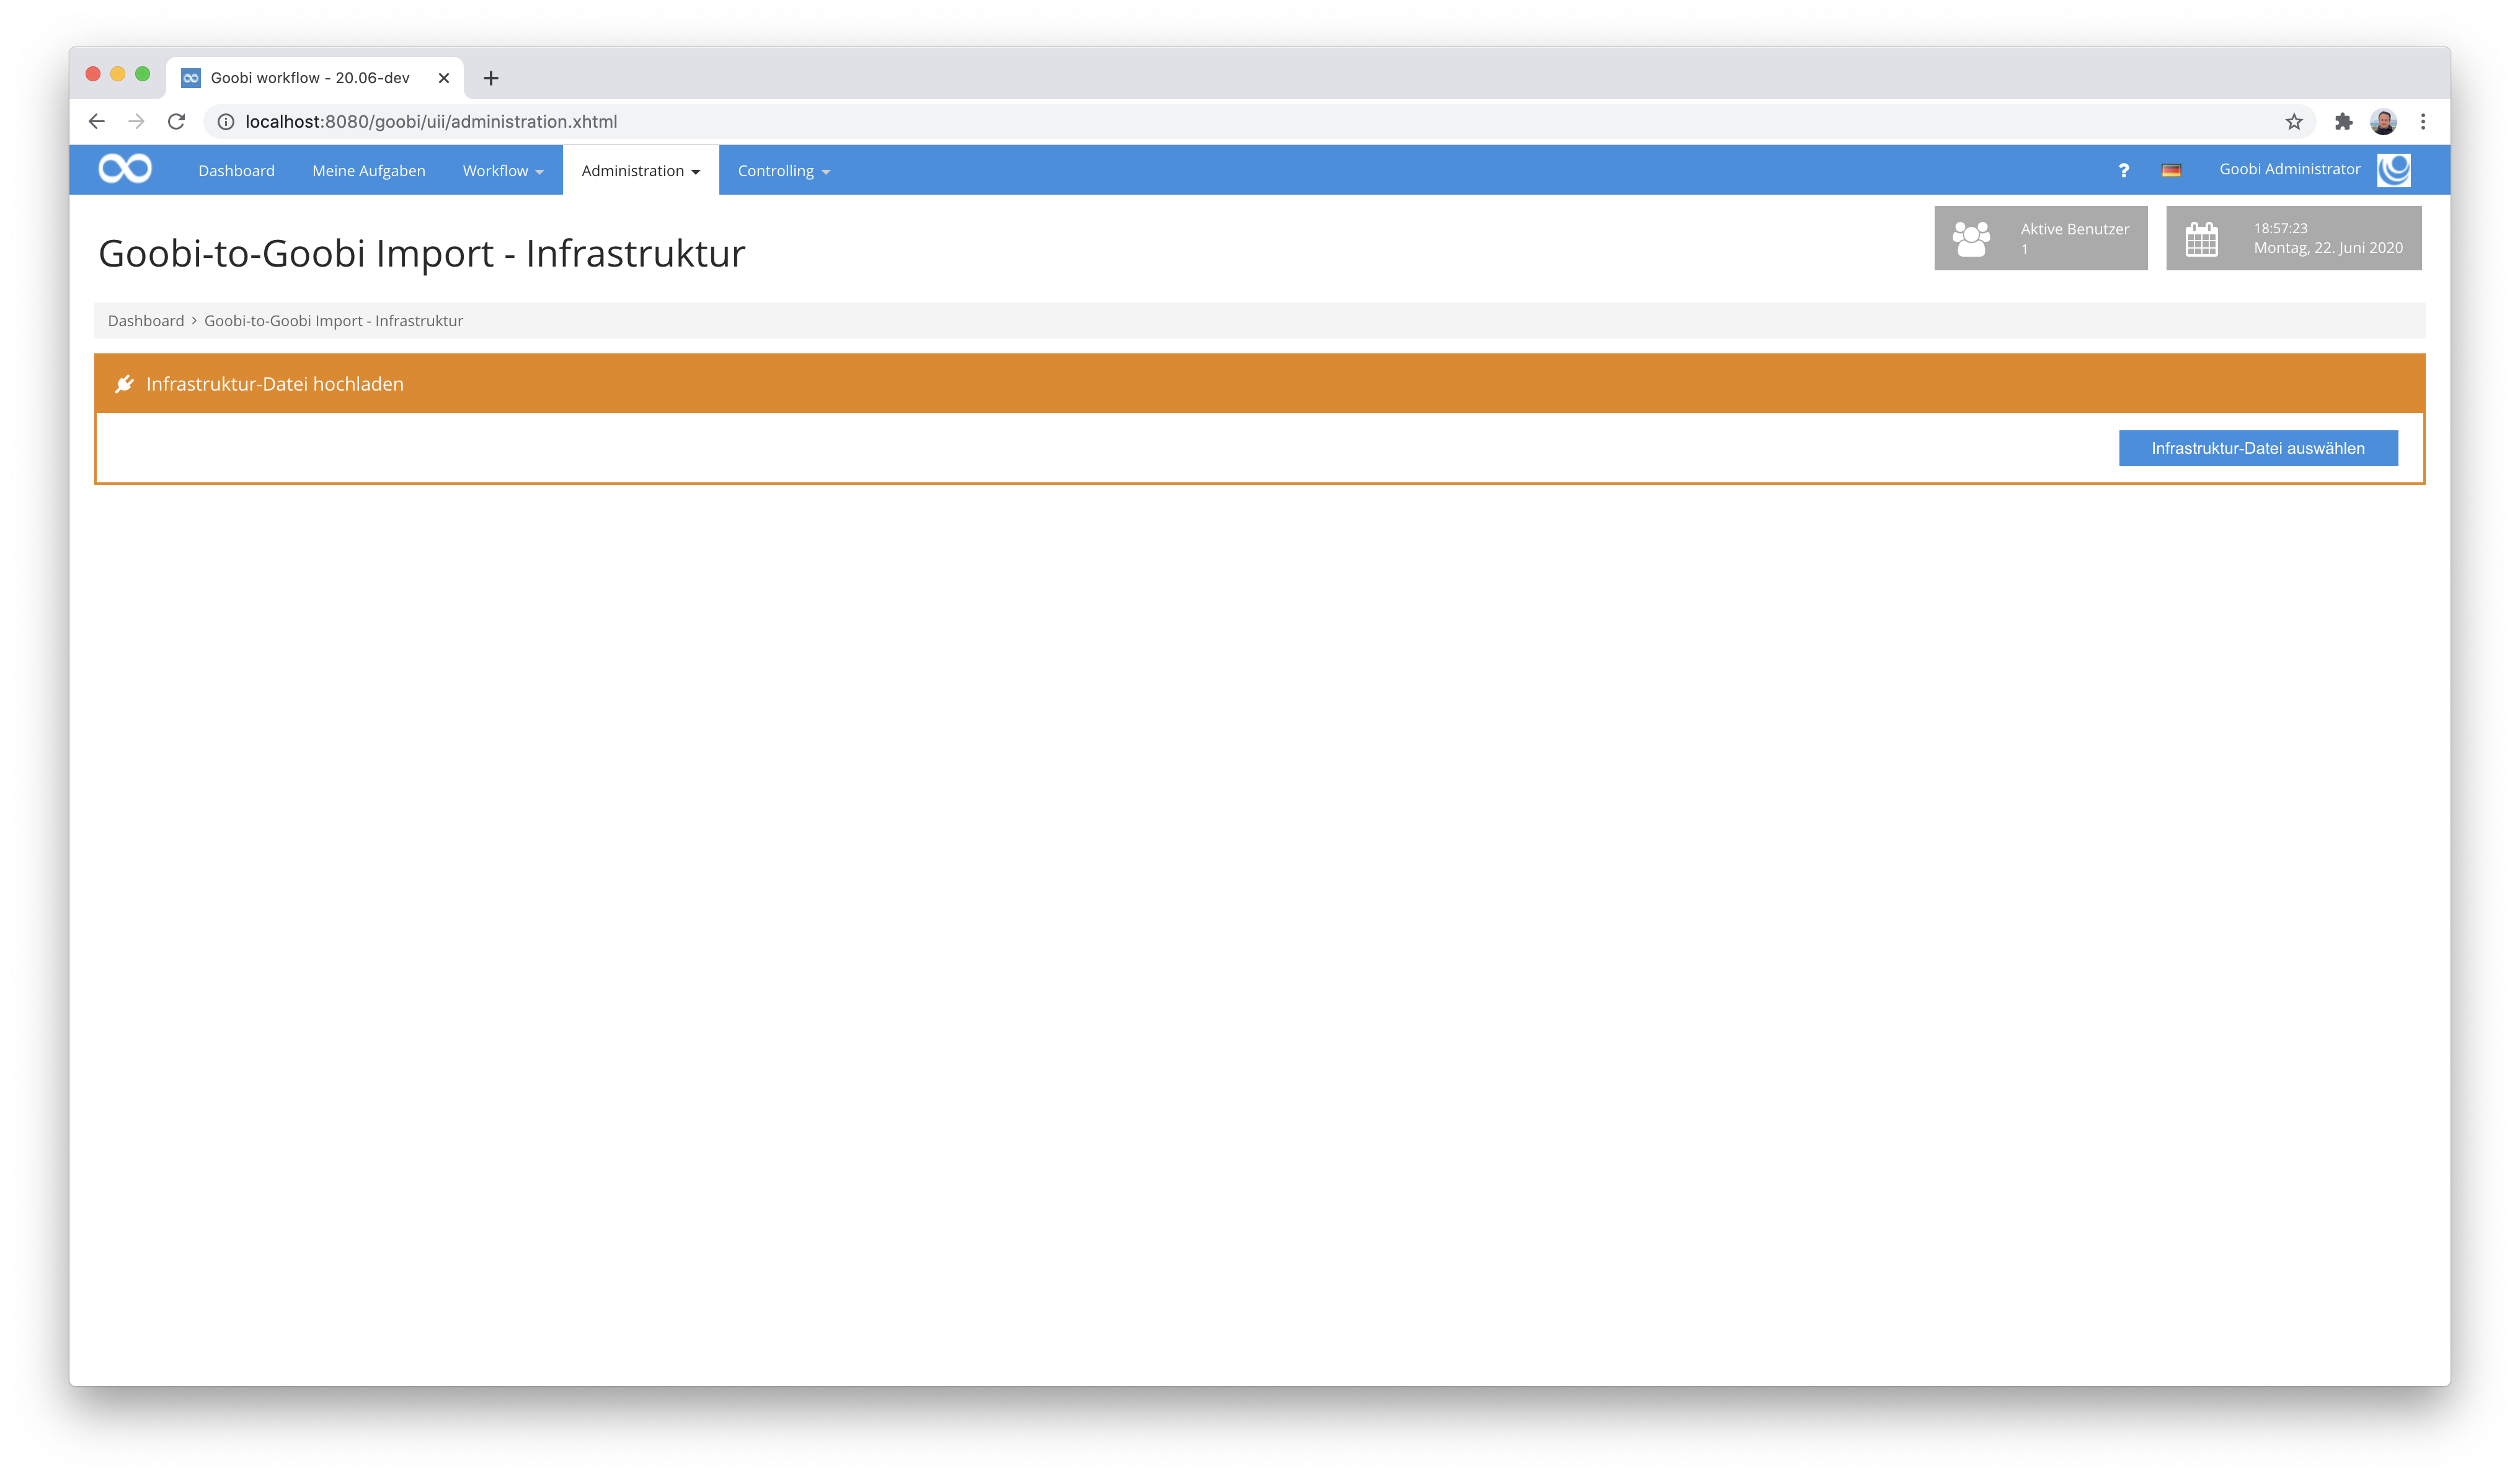 Goobi workflow - 20.06-dev
localhost:8080/goobi/uii/administration.xhtml
Dashboard Meine Aufgaben Workflow Administration Controlling ? Goobi Administrator
Goobi-to-Goobi Import - Infrastruktur
Aktive Benutzer
1
18:57:23
Montag, 22. Juni 2020
Dashboard > Goobi-to-Goobi Import - Infrastruktur
Infrastruktur-Datei hochladen
Infrastruktur-Datei auswählen